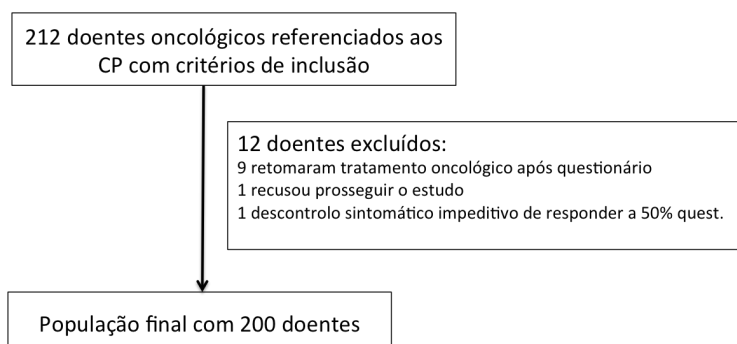 212 doentes oncológicos referenciados aos
CP com critérios de inclusão
12 doentes excluídos:
9 retomaram tratamento oncológico após questionário
1 recusou prosseguir o estudo
1 descontrolo sintomático impeditivo de responder a 50% quest.
População final com 200 doentes